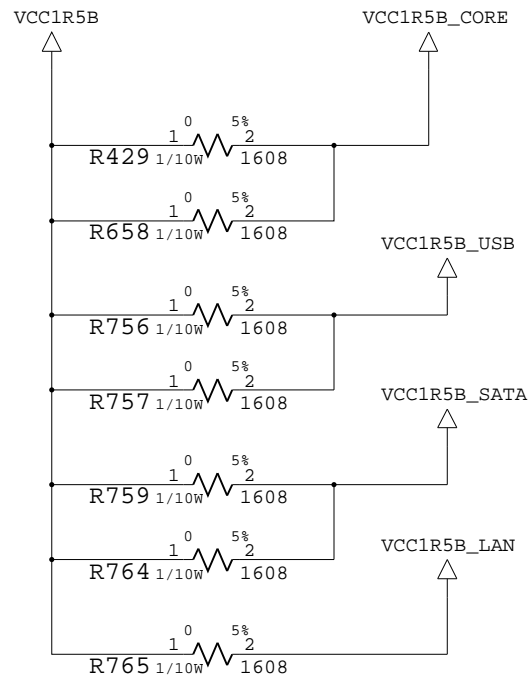 VCC1R5B
VCC1R5B_CORE
0 5%
1 2
R429 1/10W 1608
0 5%
1 2
R658 1/10W 1608
VCC1R5B_USB
0 5%
1 2
R756 1/10W 1608
0 5%
1 2
R757 1/10W 1608
VCC1R5B_SATA
0 5%
1 2
R759 1/10W 1608
VCC1R5B_LAN
0 5%
1 2
R764 1/10W 1608
0 5%
1 2
R765 1/10W 1608